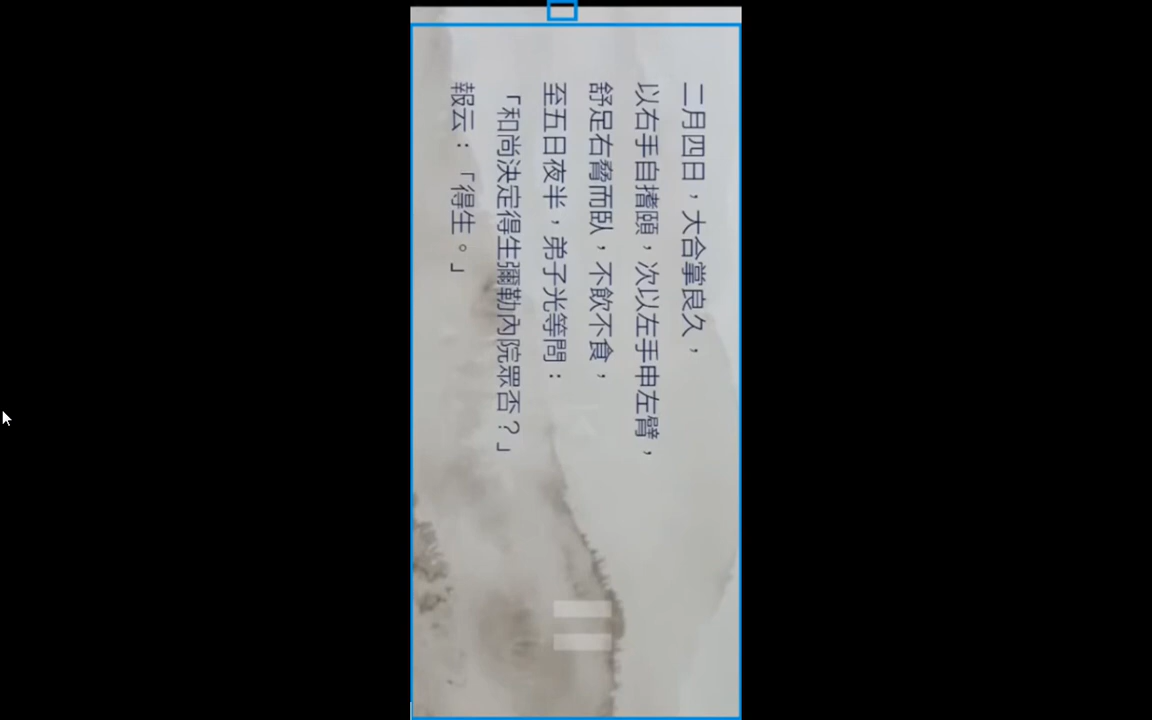 二月四日，大合掌良久，
以右手自搘頤，次以左手申左臂，
舒足右脅而臥，不飲不食，
至五日夜半，弟子光等問：
「和尚決定得生彌勒內院眾否？」
報云：「得生。」